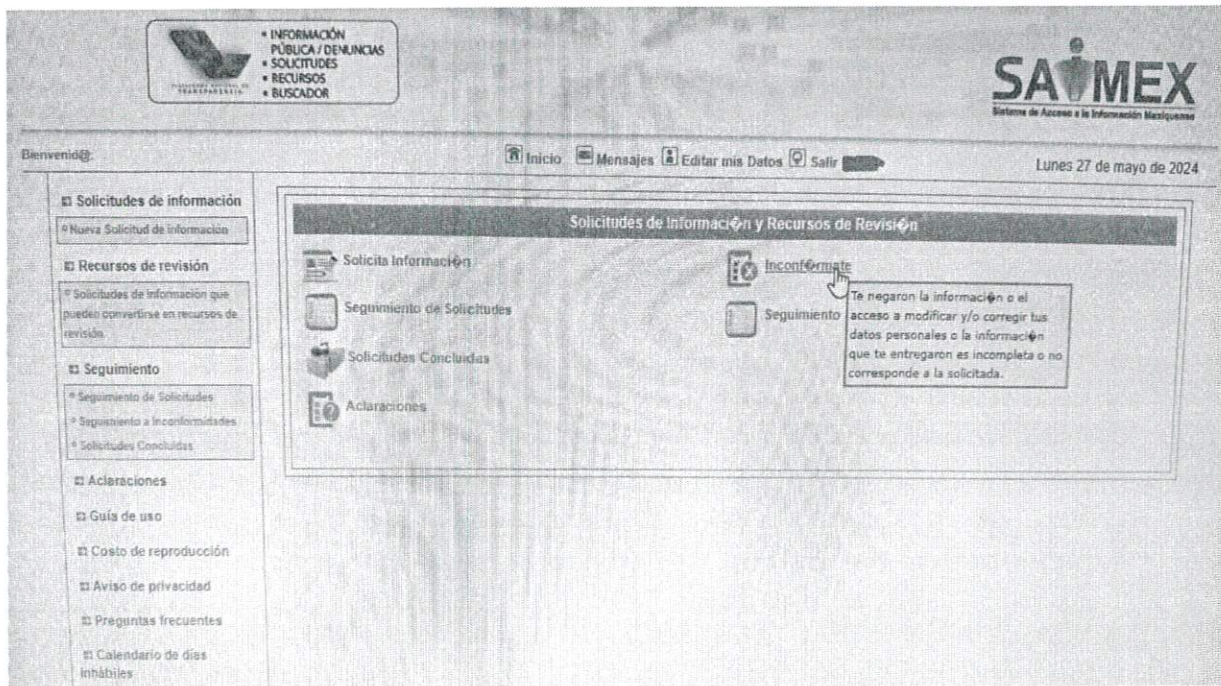 • INFORMACIÓN
PÚBLICA / DENUNCIAS
• SOLICITUDES
• RECURSOS
• BUSCADOR
TRANSPARENCIA
SAIMEX
Sistema de Acceso a la Información Mexiquense
Bienvenid@:
Inicio Mensajes Editar mis Datos Salir
Lunes 27 de mayo de 2024
Solicitudes de información
Nueva Solicitud de información
Recursos de revisión
Solicitudes de información que
pueden convertirse en recursos de
revisión
Seguimiento
Seguimiento de Solicitudes
Seguimiento a Inconformidades
Solicitudes Concluidas
Aclaraciones
Guía de uso
Costo de reproducción
Aviso de privacidad
Preguntas frecuentes
Calendario de días
inhábiles
Solicitudes de Informaci�n y Recursos de Revisi�n
Solicita Informaci�n
Seguimiento de Solicitudes
Solicitudes Concluidas
Aclaraciones
Inconf�rmate
Seguimiento
Te negaron la informaci�n o el
acceso a modificar y/o corregir tus
datos personales o la informaci�n
que te entregaron es incompleta o no
corresponde a la solicitada.